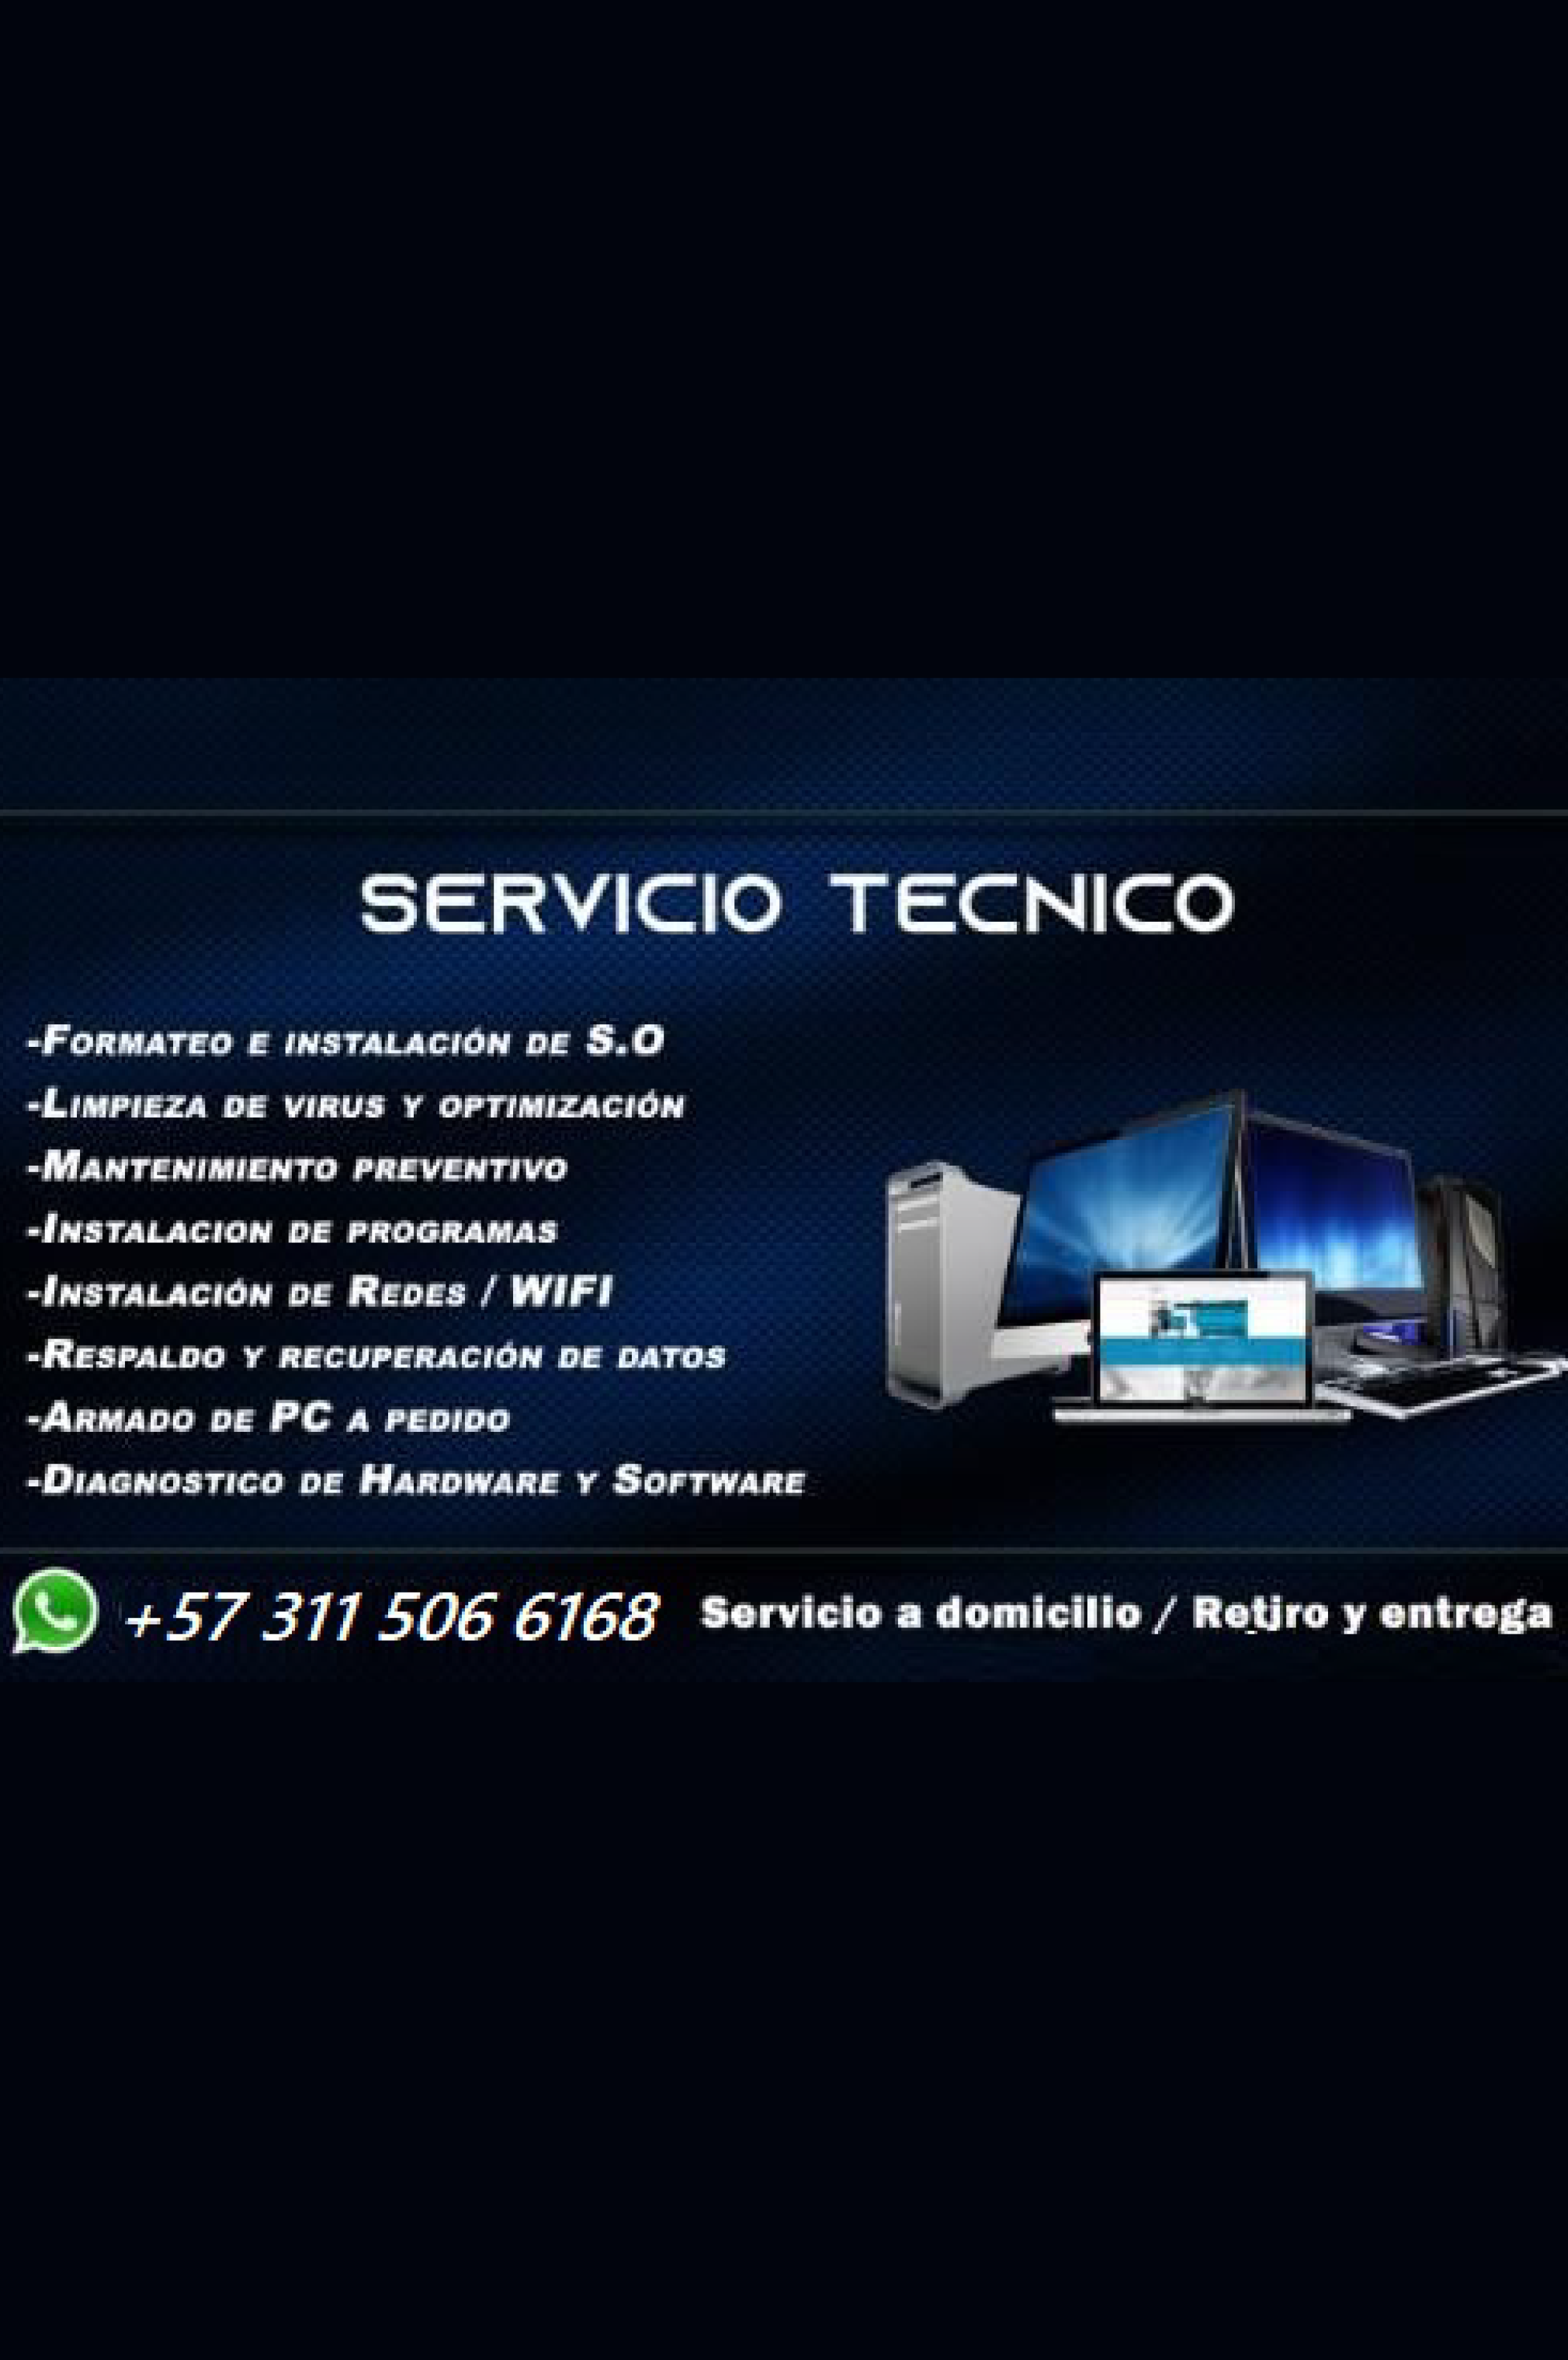 SERVICIO TECNICO
-Formateo e instalación de S.O
-Limpieza de virus y optimización
-Mantenimiento preventivo
-Instalacion de programas
-Instalación de Redes / WIFI
-Respaldo y recuperación de datos
-Armado de PC a pedido
-Diagnostico de Hardware y Software
+57 311 506 6168 Servicio a domicilio / Retiro y entrega